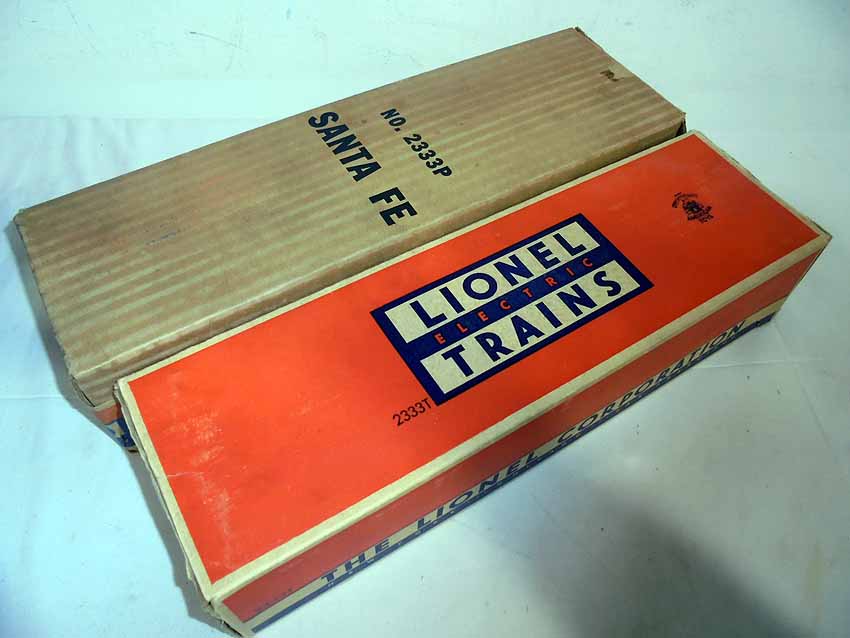 NO. 2333P
SANTA FE
LIONEL
ELECTRIC
TRAINS
2333T
THE LIONEL CORPORATION